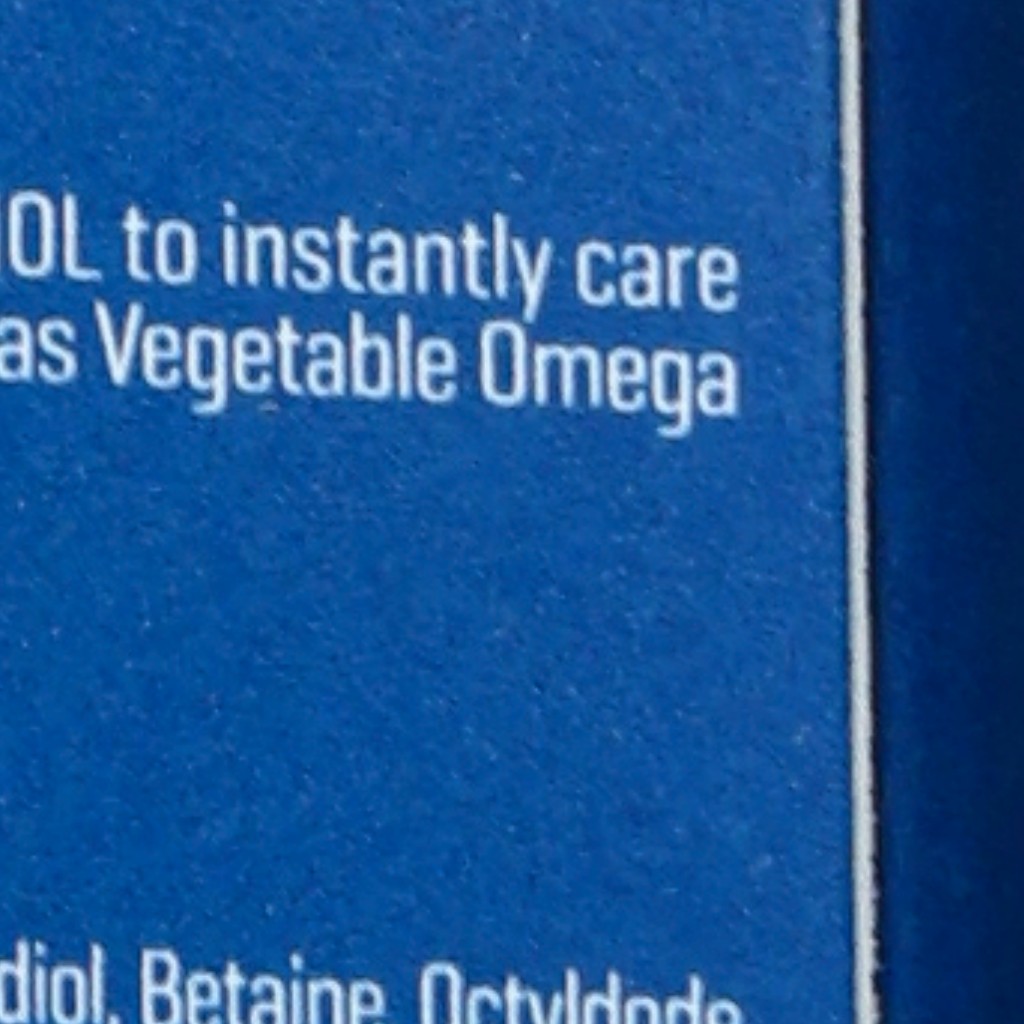 OL to instantly care
as Vegetable Omega
diol, Betaine, Octyldode